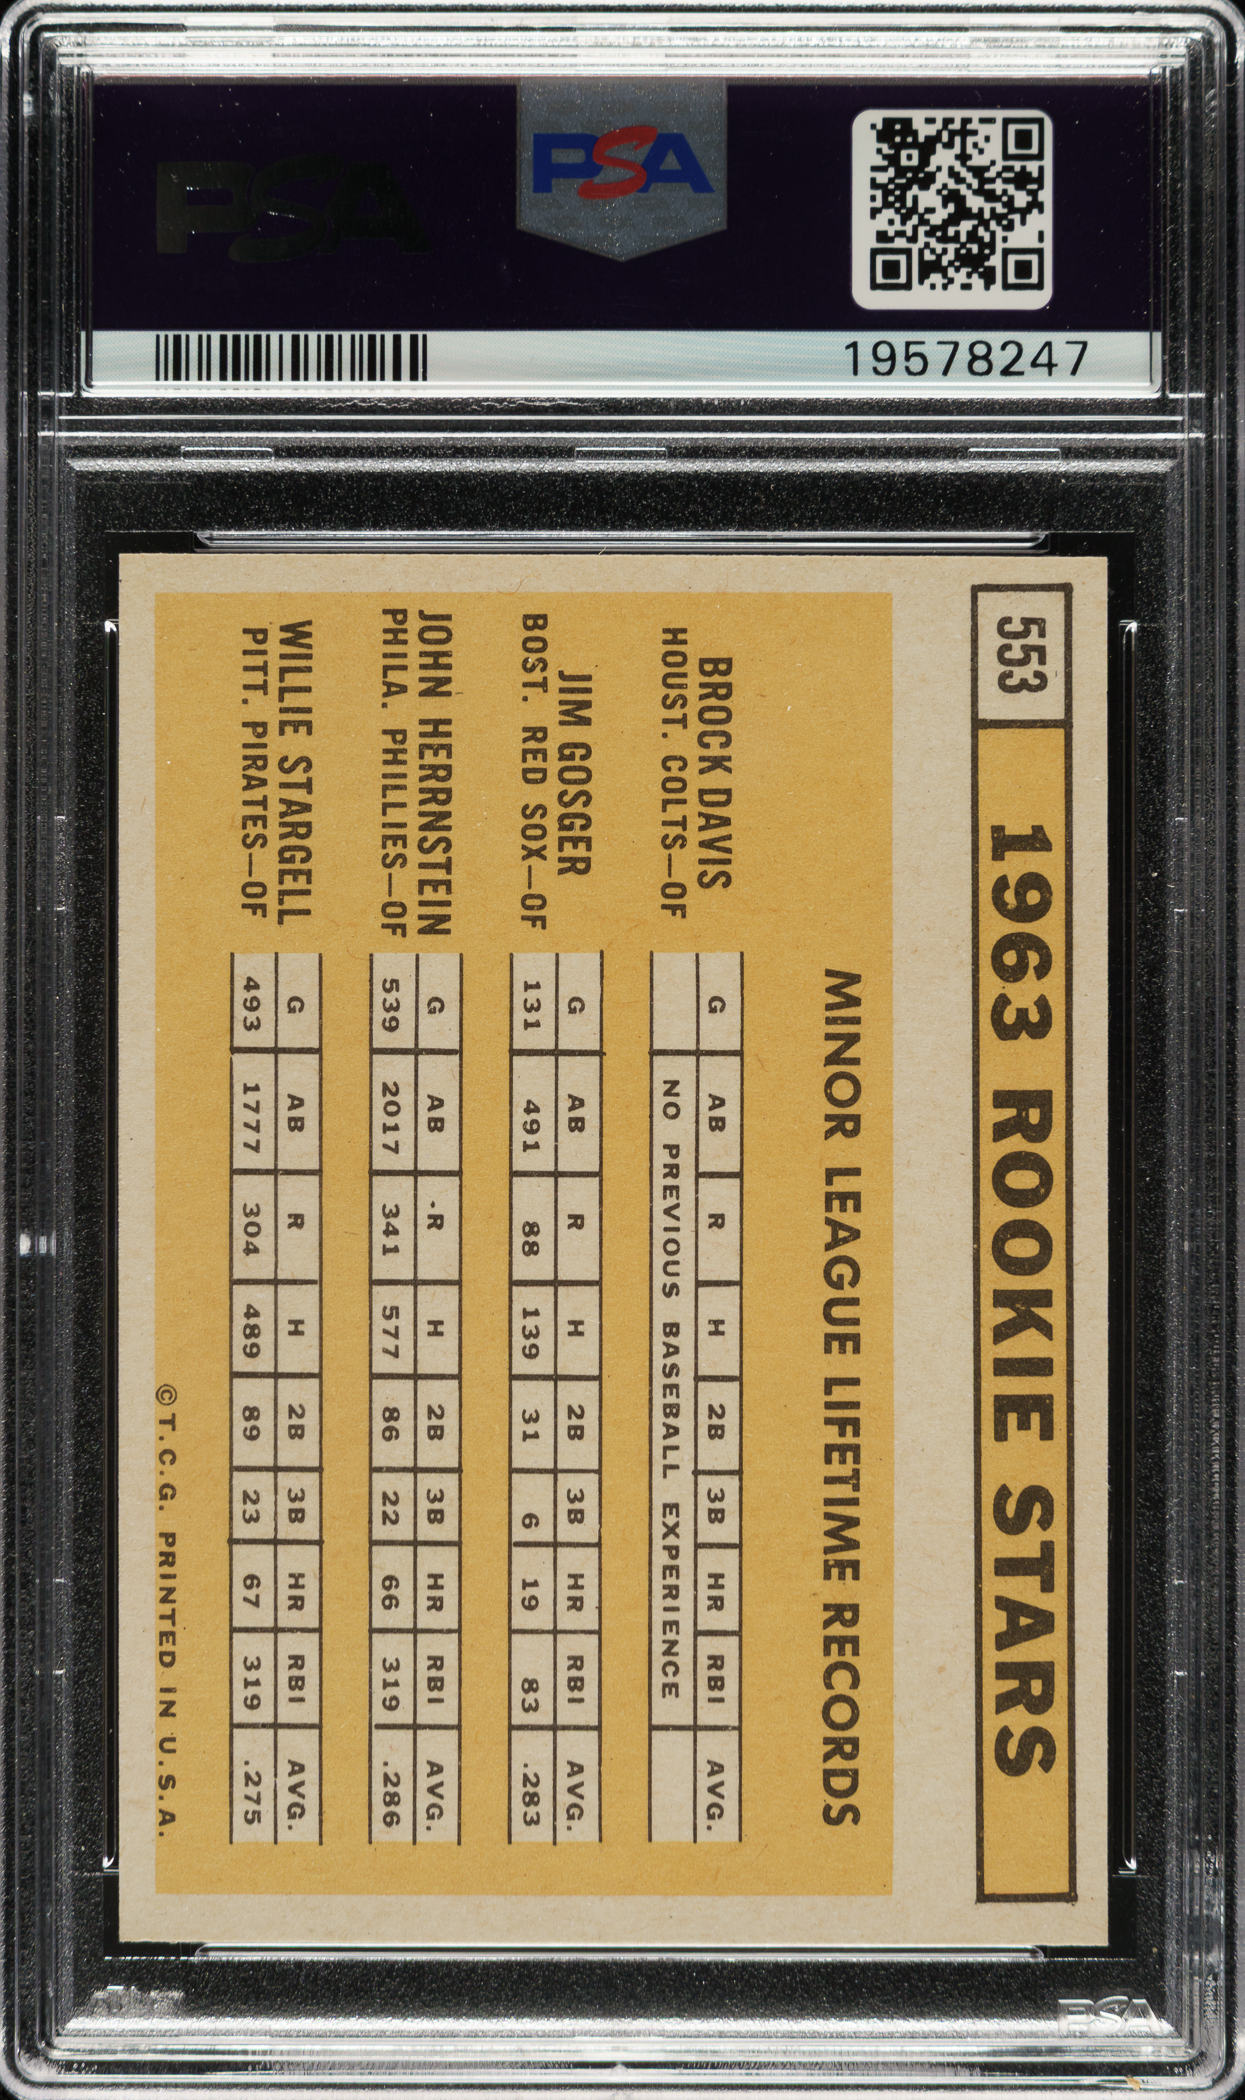 PSA
PSA
19578247
553 1963 ROOKIE STARS
MINOR LEAGUE LIFETIME RECORDS
G AB R H 2B 3B HR RBI AVG.
BROCK DAVIS
HOUST. COLTS—OF
NO PREVIOUS BASEBALL EXPERIENCE
G AB R H 2B 3B HR RBI AVG.
JIM GOSGER
BOST. RED SOX—OF
131 491 88 139 31 6 19 83 .283
G AB R H 2B 3B HR RBI AVG.
JOHN HERRNSTEIN
PHILA. PHILLIES—OF
539 2017 341 577 86 22 66 319 .286
G AB R H 2B 3B HR RBI AVG.
WILLIE STARGELL
PITT. PIRATES—OF
493 1777 304 489 89 23 67 319 .275
©T.C.G. PRINTED IN U.S.A.
PSA